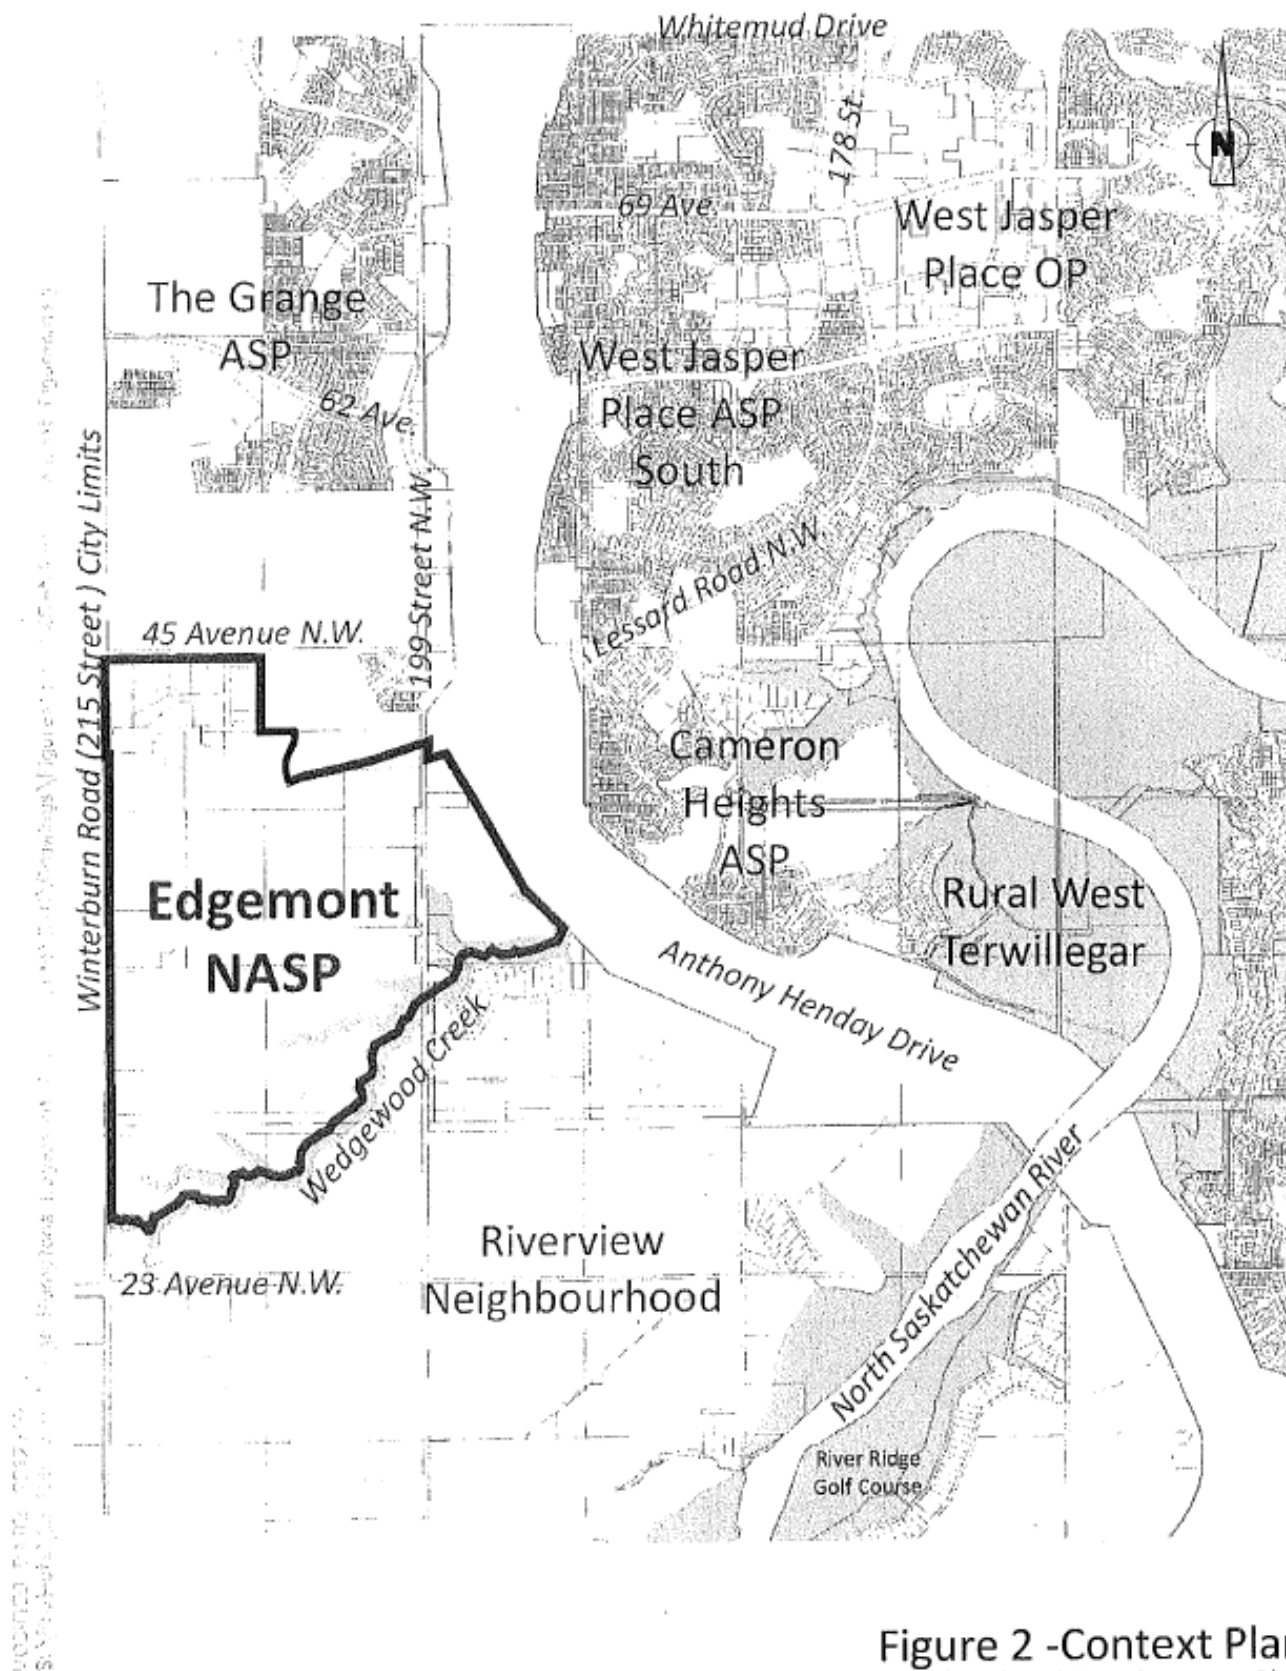 Whitemud Drive
178 St.
N
69 Ave.
West Jasper
Place OP
The Grange
ASP
West Jasper
Place ASP
South
62 Ave.
Winterburn Road (215 Street ) City Limits
199 Street N.W.
Lessard Road N.W.
45 Avenue N.W.
Cameron
Heights
ASP
Edgemont
NASP
Rural West
Terwillegar
Anthony Henday Drive
Wedgewood Creek
North Saskatchewan River
Riverview
Neighbourhood
23 Avenue N.W.
River Ridge
Golf Course
Figure 2 -Context Plan